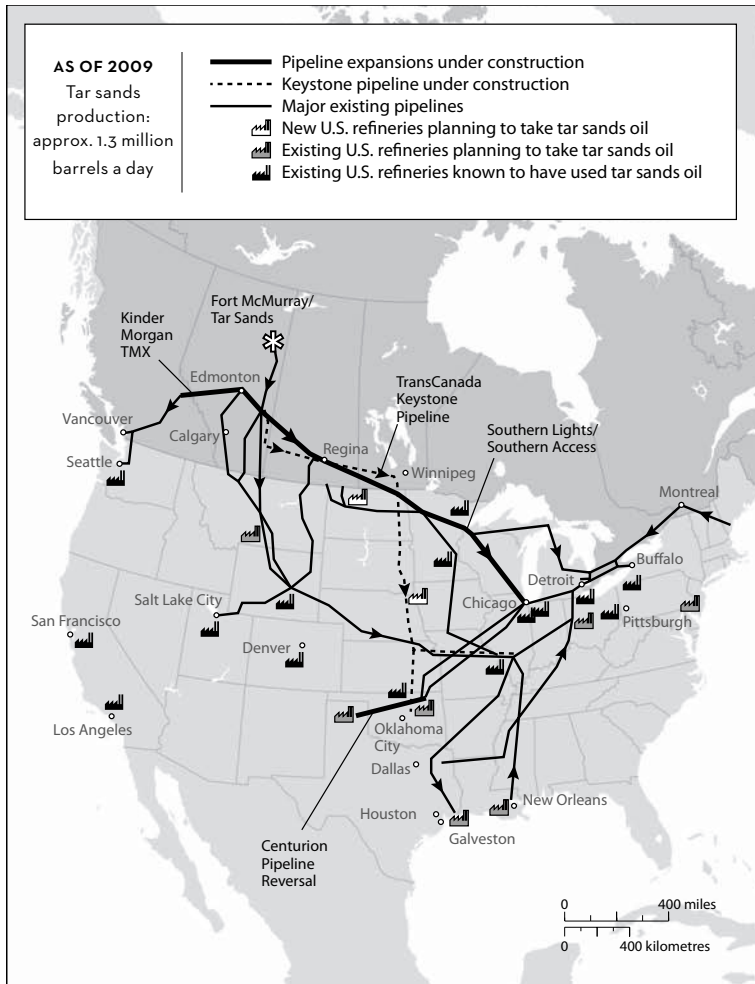 AS OF 2009
Tar sands
production:
approx. 1.3 million
barrels a day
Pipeline expansions under construction
Keystone pipeline under construction
Major existing pipelines
New U.S. refineries planning to take tar sands oil
Existing U.S. refineries planning to take tar sands oil
Existing U.S. refineries known to have used tar sands oil
Fort McMurray/
Tar Sands
Kinder
Morgan
TMX
Edmonton
TransCanada
Keystone
Pipeline
Vancouver
Calgary
Regina
Southern Lights/
Southern Access
Seattle
Winnipeg
Montreal
Buffalo
Detroit
Chicago
Salt Lake City
Pittsburgh
San Francisco
Denver
Los Angeles
Oklahoma
City
Dallas
New Orleans
Houston
Galveston
Centurion
Pipeline
Reversal
0 400 miles
0 400 kilometres